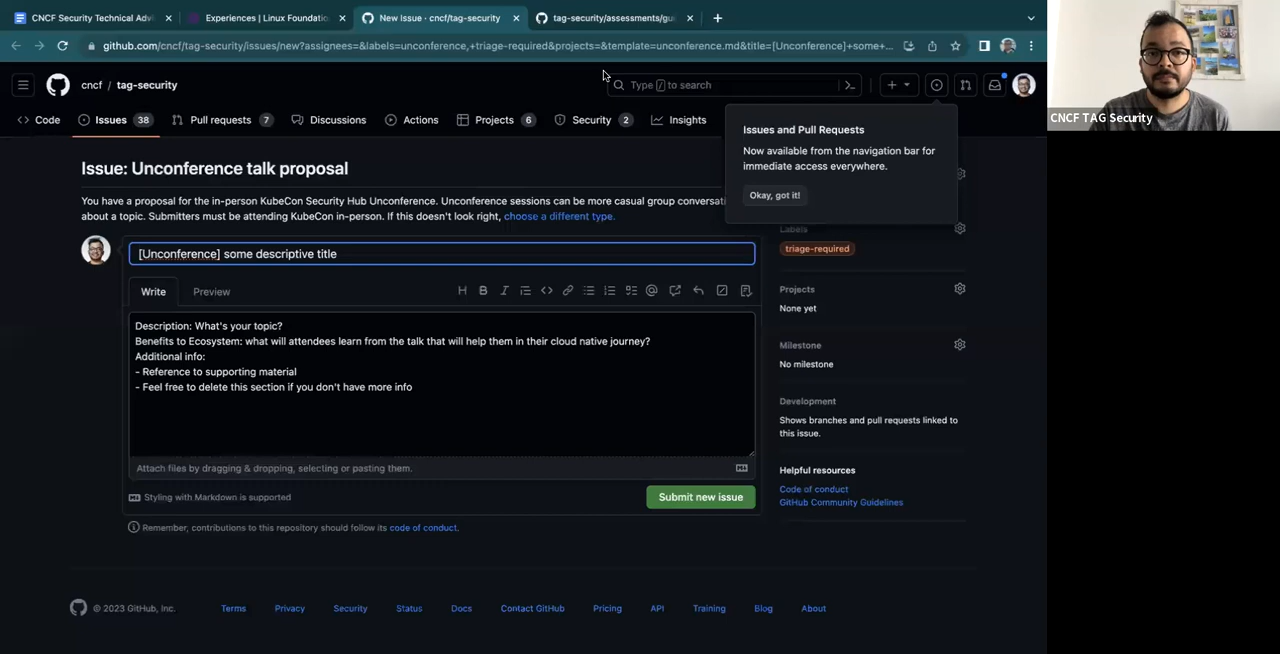 CNCF Security Technical Advi
Experiences | Linux Foundati
New Issue · cncf/tag-security
tag-security/assessments/gui
github.com/cncf/tag-security/issues/new?assignees=&labels=unconference,+triage-required&projects=&template=unconference.md&title=[Unconference]+some+...
cncf / tag-security
Type / to search
Code
Issues 38
Pull requests 7
Discussions
Actions
Projects 6
Security 2
Insights
Issues and Pull Requests
Now available from the navigation bar for
immediate access everywhere.
Okay, got it!
Issue: Unconference talk proposal
You have a proposal for the in-person KubeCon Security Hub Unconference. Unconference sessions can be more casual group conversati
about a topic. Submitters must be attending KubeCon in-person. If this doesn't look right, choose a different type.
[Unconference] some descriptive title
Write
Preview
Description: What's your topic?
Benefits to Ecosystem: what will attendees learn from the talk that will help them in their cloud native journey?
Additional info:
- Reference to supporting material
- Feel free to delete this section if you don't have more info
Attach files by dragging & dropping, selecting or pasting them.
Styling with Markdown is supported
Submit new issue
Remember, contributions to this repository should follow its code of conduct.
Labels
triage-required
Projects
None yet
Milestone
No milestone
Development
Shows branches and pull requests linked to
this issue.
Helpful resources
Code of conduct
GitHub Community Guidelines
© 2023 GitHub, Inc.
Terms
Privacy
Security
Status
Docs
Contact GitHub
Pricing
API
Training
Blog
About
CNCF TAG Security